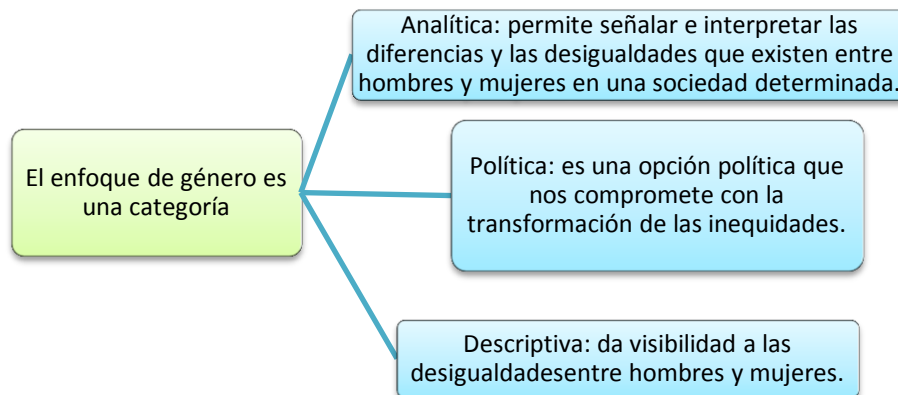 Analítica: permite señalar e interpretar las
diferencias y las desigualdades que existen entre
hombres y mujeres en una sociedad determinada.
El enfoque de género es
una categoría
Política: es una opción política que
nos compromete con la
transformación de las inequidades.
Descriptiva: da visibilidad a las
desigualdadesentre hombres y mujeres.